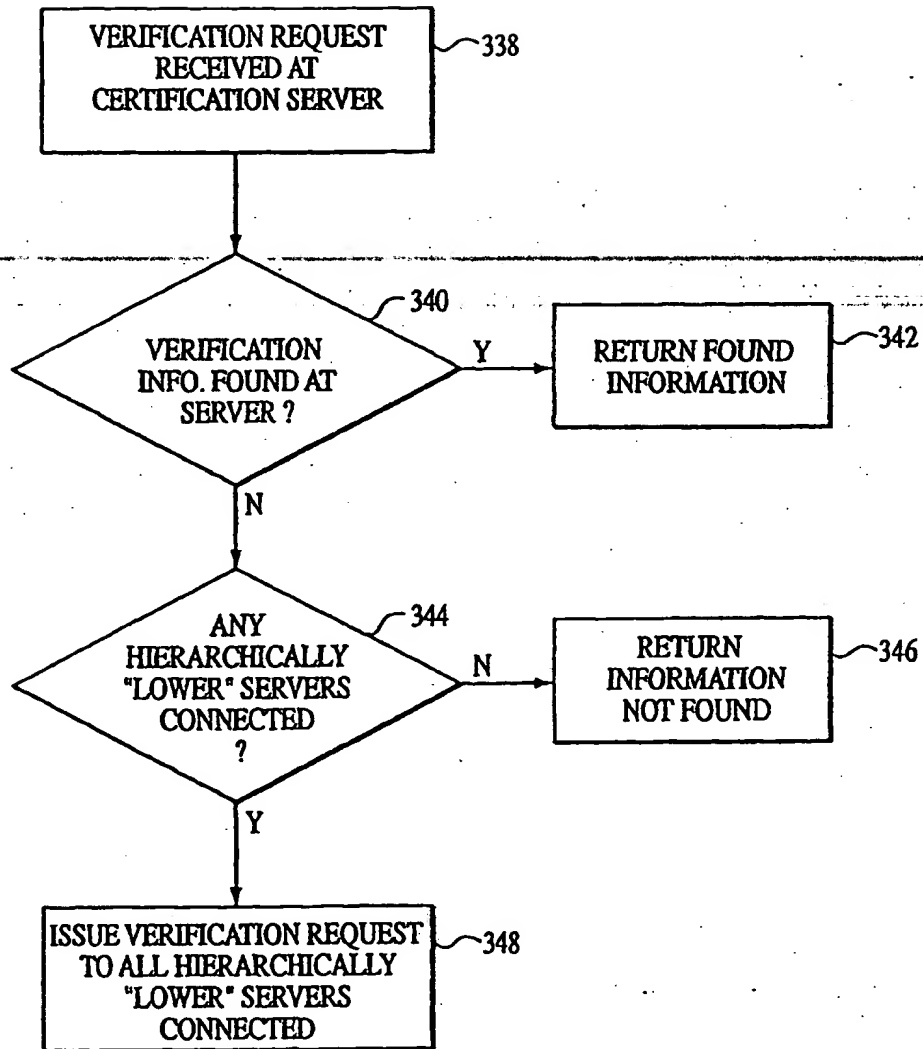 VERIFICATION REQUEST
RECEIVED AT
CERTIFICATION SERVER
338
340
VERIFICATION
INFO. FOUND AT
SERVER ?
Y
RETURN FOUND
INFORMATION
342
N
344
ANY
HIERARCHICALLY
"LOWER" SERVERS
CONNECTED
?
N
RETURN
INFORMATION
NOT FOUND
346
Y
ISSUE VERIFICATION REQUEST
TO ALL HIERARCHICALLY
"LOWER" SERVERS
CONNECTED
348